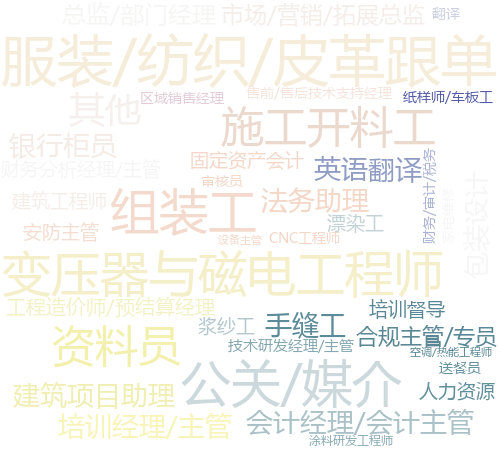 总监/部门经理
市场/营销/拓展总监
翻译
服装/纺织/皮革跟单
区域销售经理
售前/售后技术支持经理
纸样师/车板工
其他
施工开料工
银行柜员
固定资产会计
英语翻译
财务分析经理/主管
审核员
财务/审计/税务
建筑工程师
组装工
法务助理
包装设计
漂染工
安防主管
设备主管
CNC工程师
变压器与磁电工程师
工程造价师/预结算经理
培训督导
浆纱工
手缝工
资料员
技术研发经理/主管
合规主管/专员
空调/热能工程师
公关/媒介
送餐员
建筑项目助理
人力资源
培训经理/主管
会计经理/会计主管
涂料研发工程师